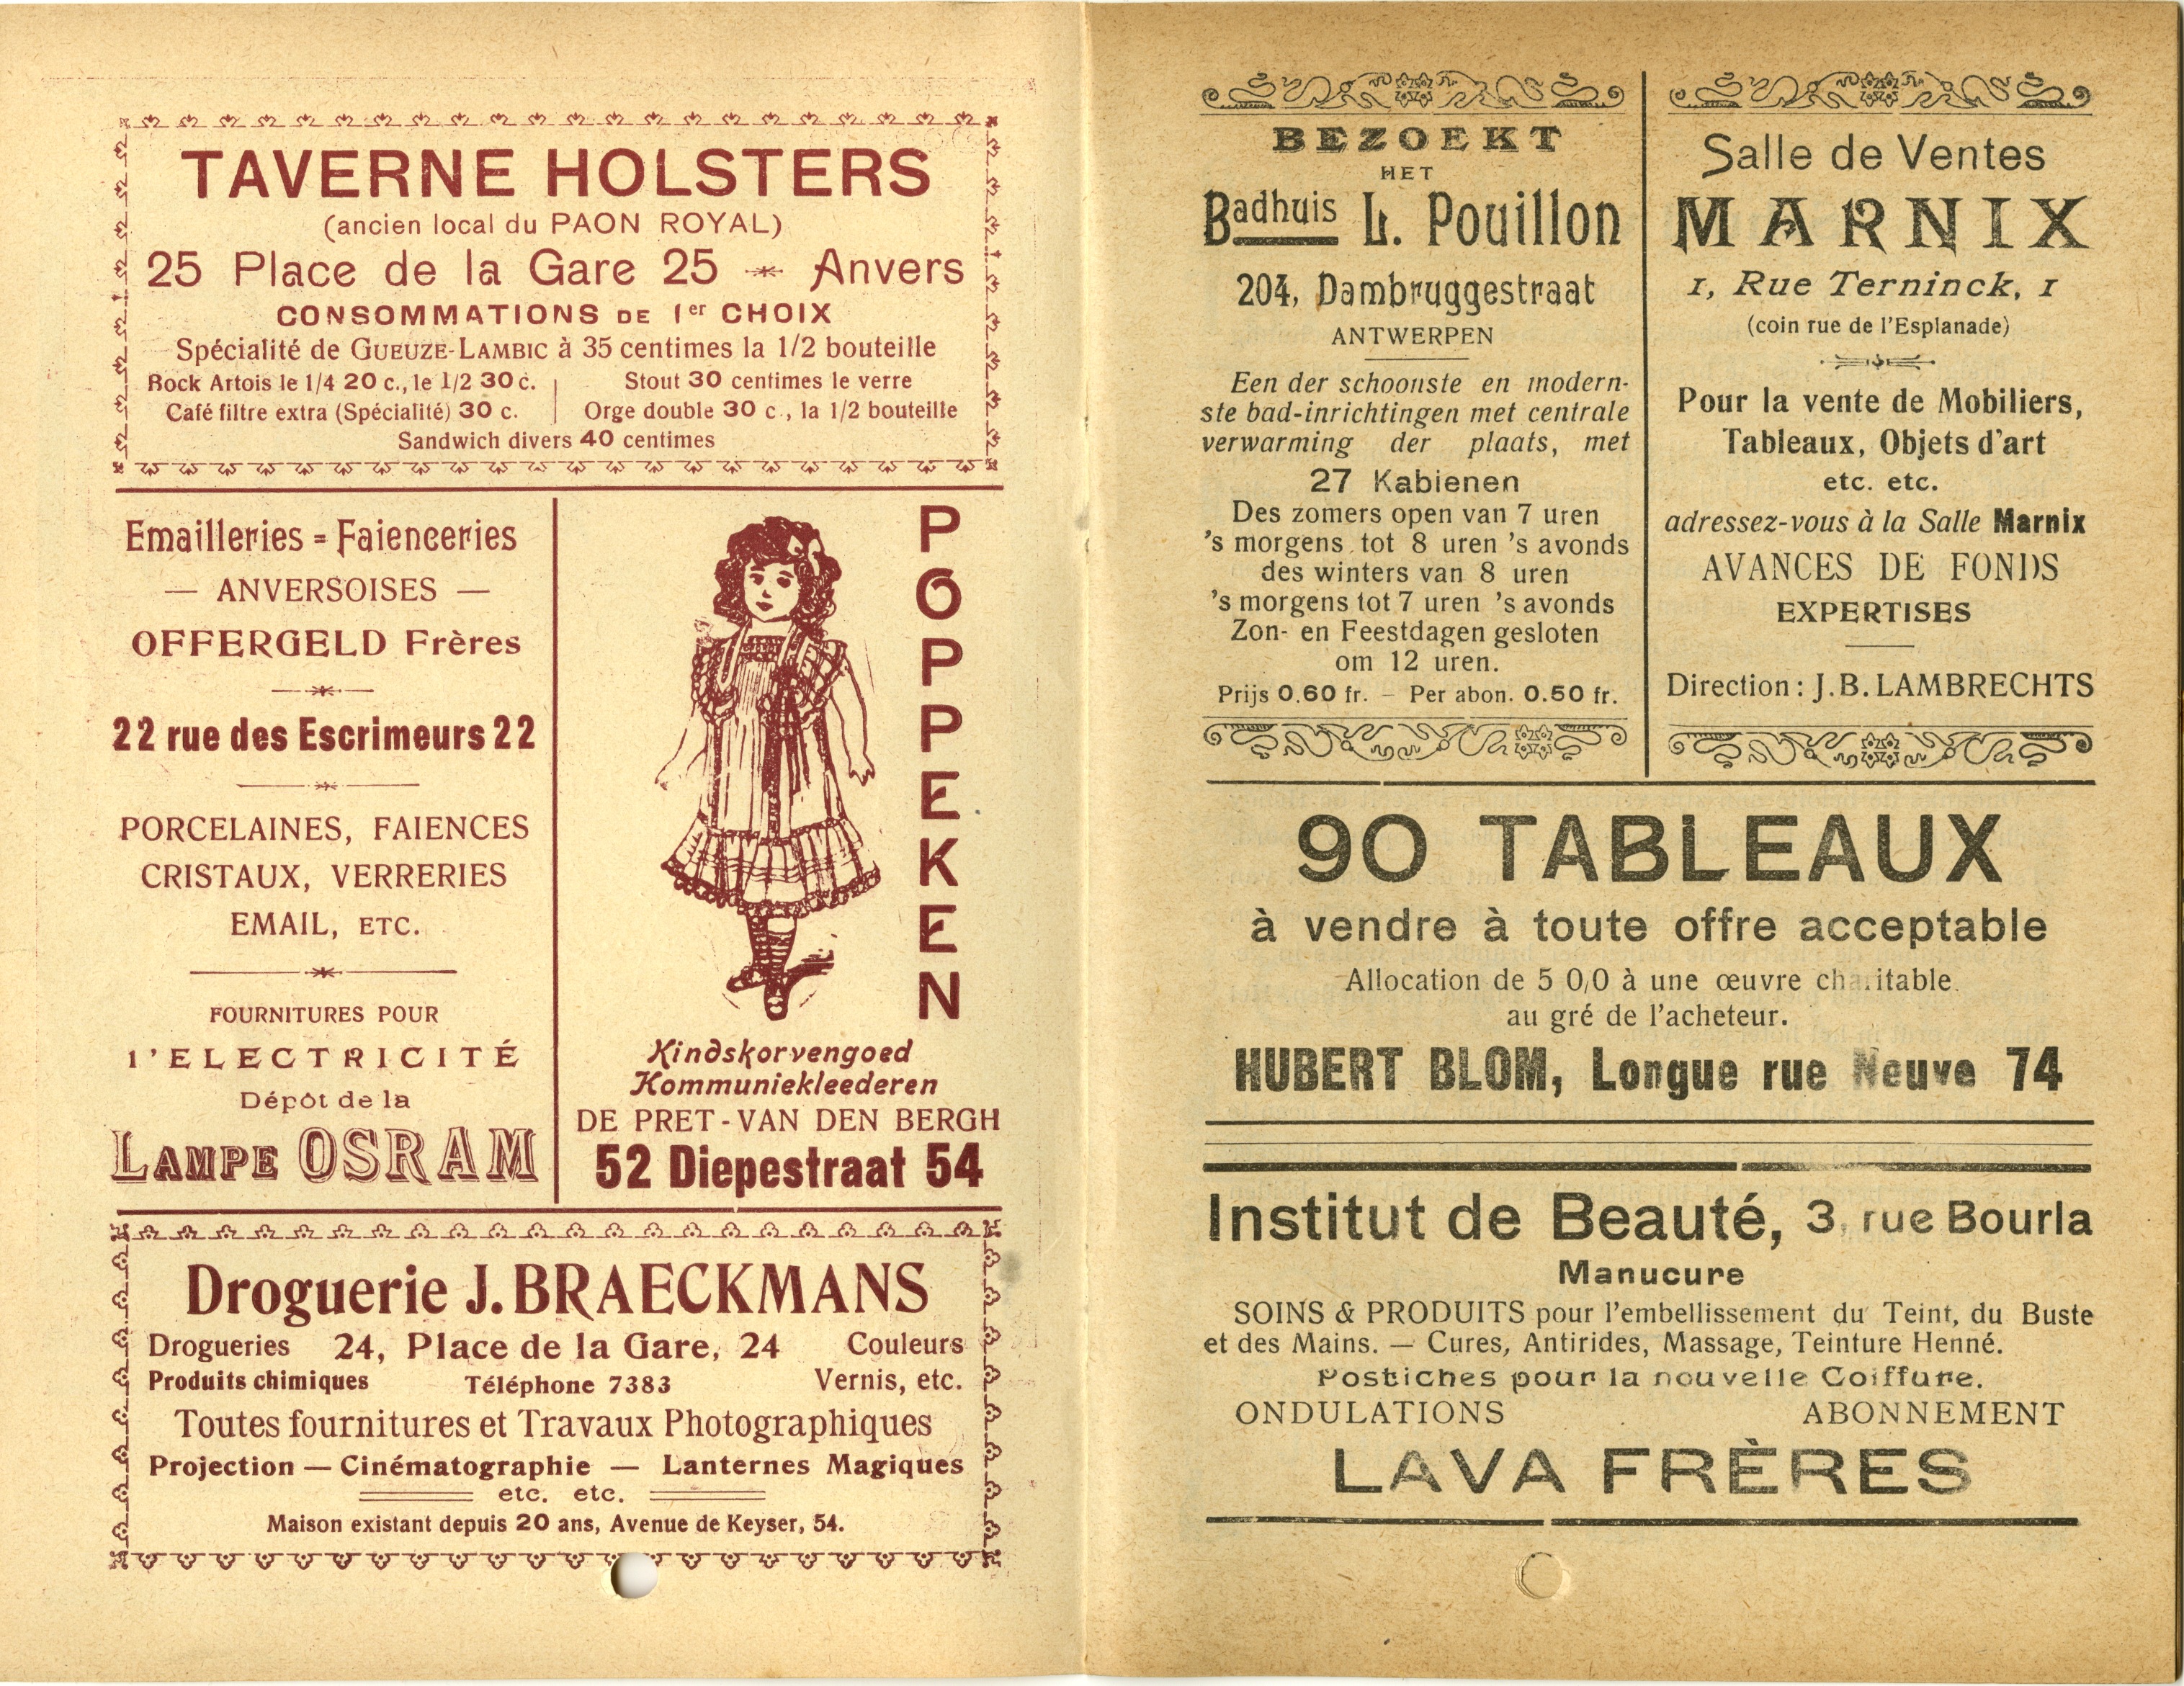 TAVERNE HOLSTERS
(ancien local du PAON ROYAL)
25 Place de la Gare 25 Anvers
CONSOMMATIONS DE 1er CHOIX
Spécialité de GUEUZE-LAMBIC à 35 centimes la 1/2 bouteille
Bock Artois le 1/4 20 c., le 1/2 30 c.
Café filtre extra (Spécialité) 30 c.
Stout 30 centimes le verre
Orge double 30 c., la 1/2 bouteille
Sandwich divers 40 centimes
Emailleries = Faienceries
— ANVERSOISES —
OFFERGELD Frères
22 rue des Escrimeurs 22
PORCELAINES, FAIENCES
CRISTAUX, VERRERIES
EMAIL, ETC.
FOURNITURES POUR
l'ELECTRICITÉ
Dépôt de la
LAMPE OSRAM
POPPEKEN
Kindskorvengoed
Kommuniekleederen
DE PRET-VAN DEN BERGH
52 Diepestraat 54
Droguerie J. BRAECKMANS
Drogueries 24, Place de la Gare, 24 Couleurs
Produits chimiques Téléphone 7383 Vernis, etc.
Toutes fournitures et Travaux Photographiques
Projection — Cinématographie — Lanternes Magiques
etc. etc.
Maison existant depuis 20 ans, Avenue de Keyser, 54.
BEZOEKT
HET
Badhuis L. Pouillon
204, Dambruggestraat
ANTWERPEN
Een der schoonste en modern-
ste bad-inrichtingen met centrale
verwarming der plaats, met
27 Kabienen
Des zomers open van 7 uren
's morgens tot 8 uren 's avonds
des winters van 8 uren
's morgens tot 7 uren 's avonds
Zon- en Feestdagen gesloten
om 12 uren.
Prijs 0.60 fr. — Per abon. 0.50 fr.
Salle de Ventes
MARNIX
1, Rue Terninck, 1
(coin rue de l'Esplanade)
Pour la vente de Mobiliers,
Tableaux, Objets d'art
etc. etc.
adressez-vous à la Salle Marnix
AVANCES DE FONDS
EXPERTISES
Direction : J. B. LAMBRECHTS
90 TABLEAUX
à vendre à toute offre acceptable
Allocation de 5 0/0 à une œuvre charitable.
au gré de l'acheteur.
HUBERT BLOM, Longue rue Neuve 74
Institut de Beauté, 3, rue Bourla
Manucure
SOINS & PRODUITS pour l'embellissement du Teint, du Buste
et des Mains. — Cures, Antirides, Massage, Teinture Henné.
Postiches pour la nouvelle Coiffure.
ONDULATIONS ABONNEMENT
LAVA FRÈRES